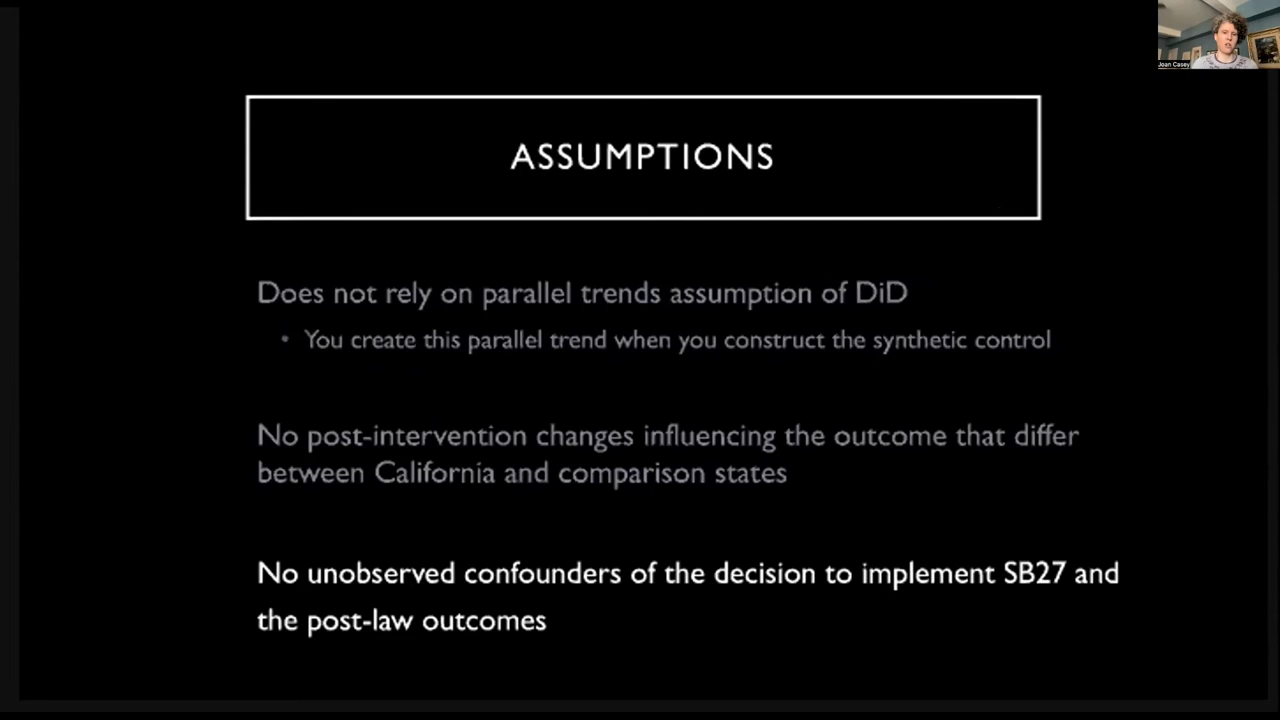 Joan Casey
ASSUMPTIONS
Does not rely on parallel trends assumption of DiD
• You create this parallel trend when you construct the synthetic control
No post-intervention changes influencing the outcome that differ
between California and comparison states
No unobserved confounders of the decision to implement SB27 and
the post-law outcomes